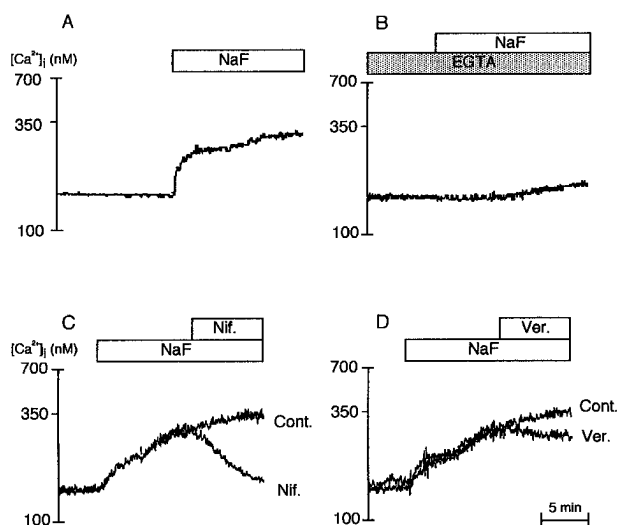 A
[Ca²⁺]i (nM)
NaF
700
350
100
B
NaF
EGTA
700
350
100
C
Nif.
[Ca²⁺]i (nM)
NaF
700
350
Cont.
Nif.
100
D
Ver.
NaF
700
350
Cont.
Ver.
100
5 min